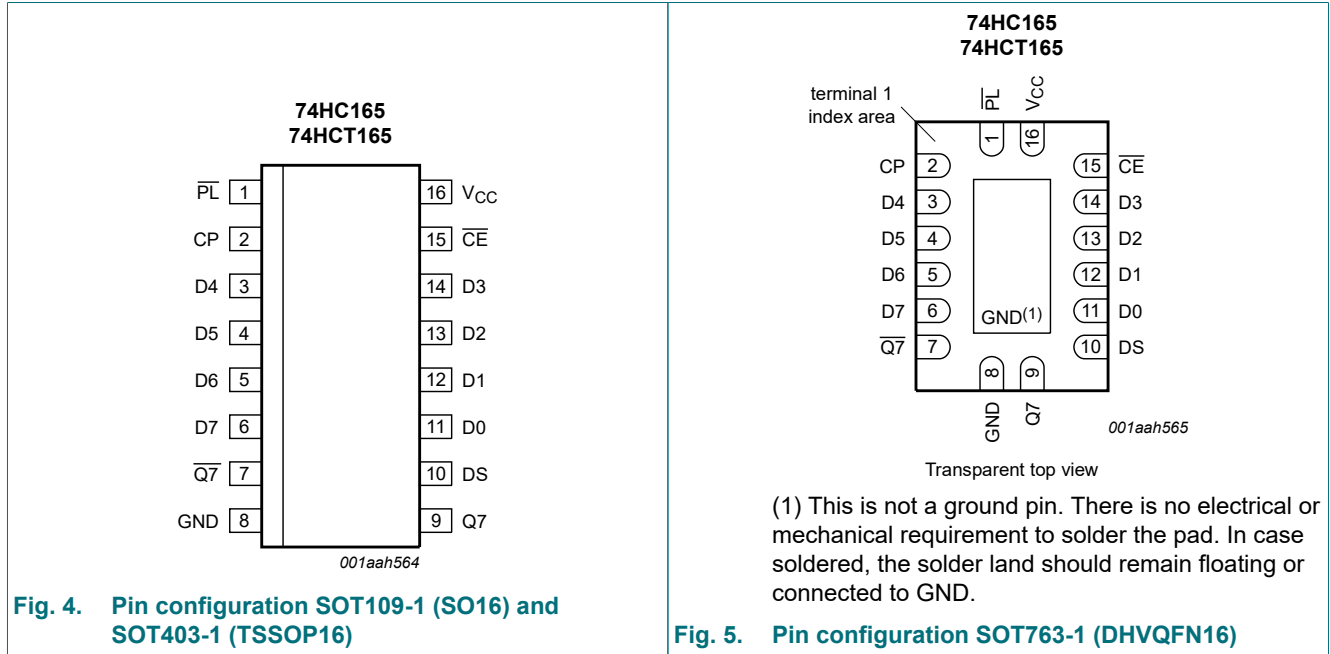 74HC165
74HCT165
P̅L̅ 1
16 VCC
CP 2
15 C̅E̅
D4 3
14 D3
D5 4
13 D2
D6 5
12 D1
D7 6
11 D0
Q̅7̅ 7
10 DS
GND 8
9 Q7
001aah564
Fig. 4. Pin configuration SOT109-1 (SO16) and
SOT403-1 (TSSOP16)
74HC165
74HCT165
terminal 1
index area
P̅L̅
VCC
1
16
CP 2
15 C̅E̅
D4 3
14 D3
D5 4
13 D2
D6 5
12 D1
D7 6
11 D0
GND(1)
Q̅7̅ 7
10 DS
8
9
GND
Q7
001aah565
Transparent top view
(1) This is not a ground pin. There is no electrical or
mechanical requirement to solder the pad. In case
soldered, the solder land should remain floating or
connected to GND.
Fig. 5. Pin configuration SOT763-1 (DHVQFN16)